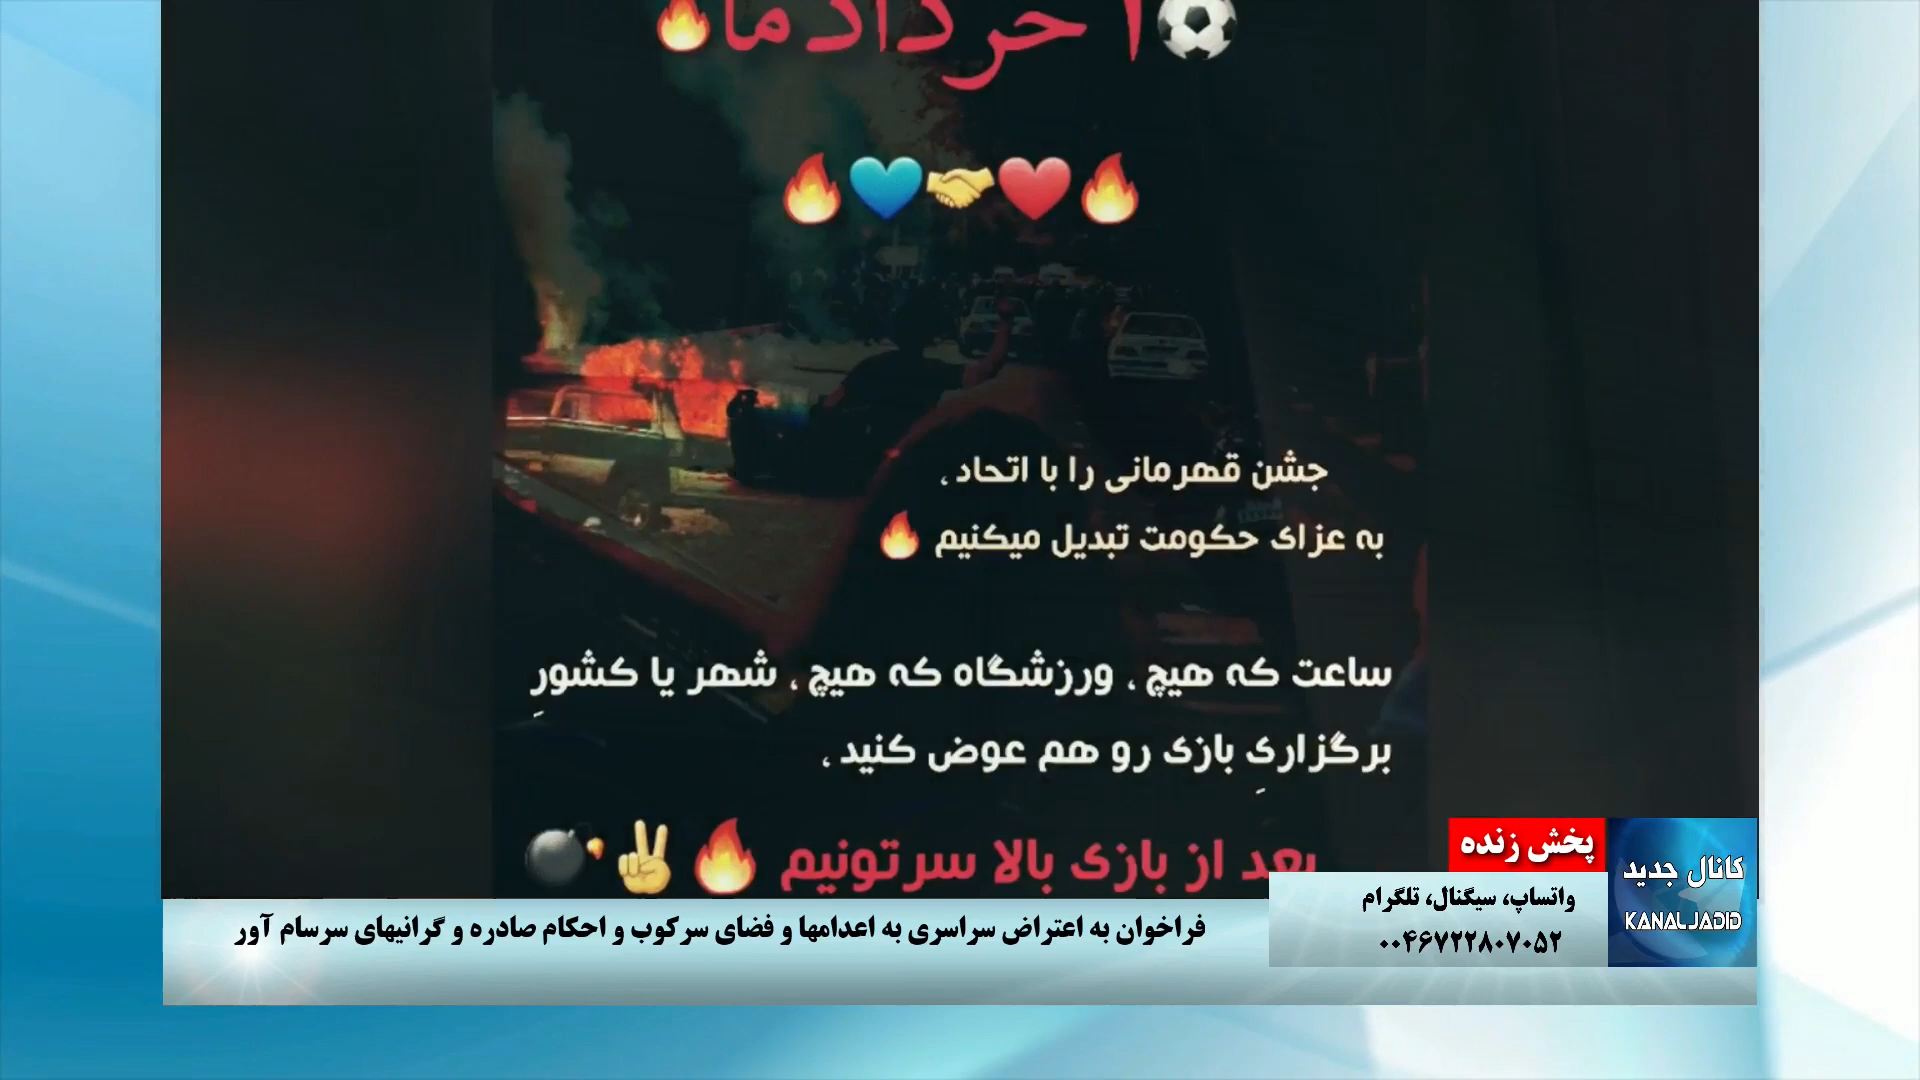 ۱ خرداد ما
جشن قهرمانی را با اتحاد،
به عزای حکومت تبدیل میکنیم
ساعت که هیچ، ورزشگاه که هیچ، شهر یا کشورِ
برگزاریِ بازی رو هم عوض کنید،
بعد از بازی بالا سرتونیم
پخش زنده
کانال جدید
KANAL JADID
واتساپ، سیگنال، تلگرام
۰۰۴۶۷۲۲۸۰۷۰۵۲
فراخوان به اعتراض سراسری به اعدامها و فضای سرکوب و احکام صادره و گرانیهای سرسام آور